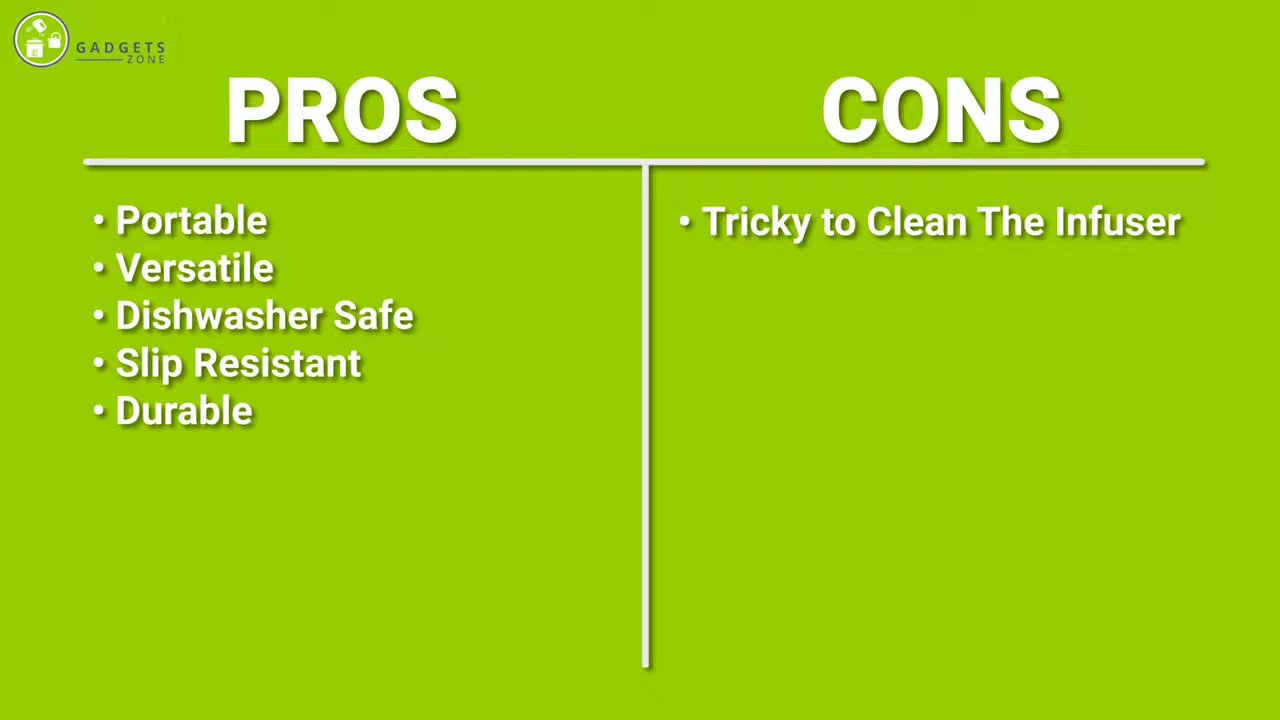 GADGETS
ZONE
PROS
• Portable
• Versatile
• Dishwasher Safe
• Slip Resistant
• Durable
CONS
• Tricky to Clean The Infuser